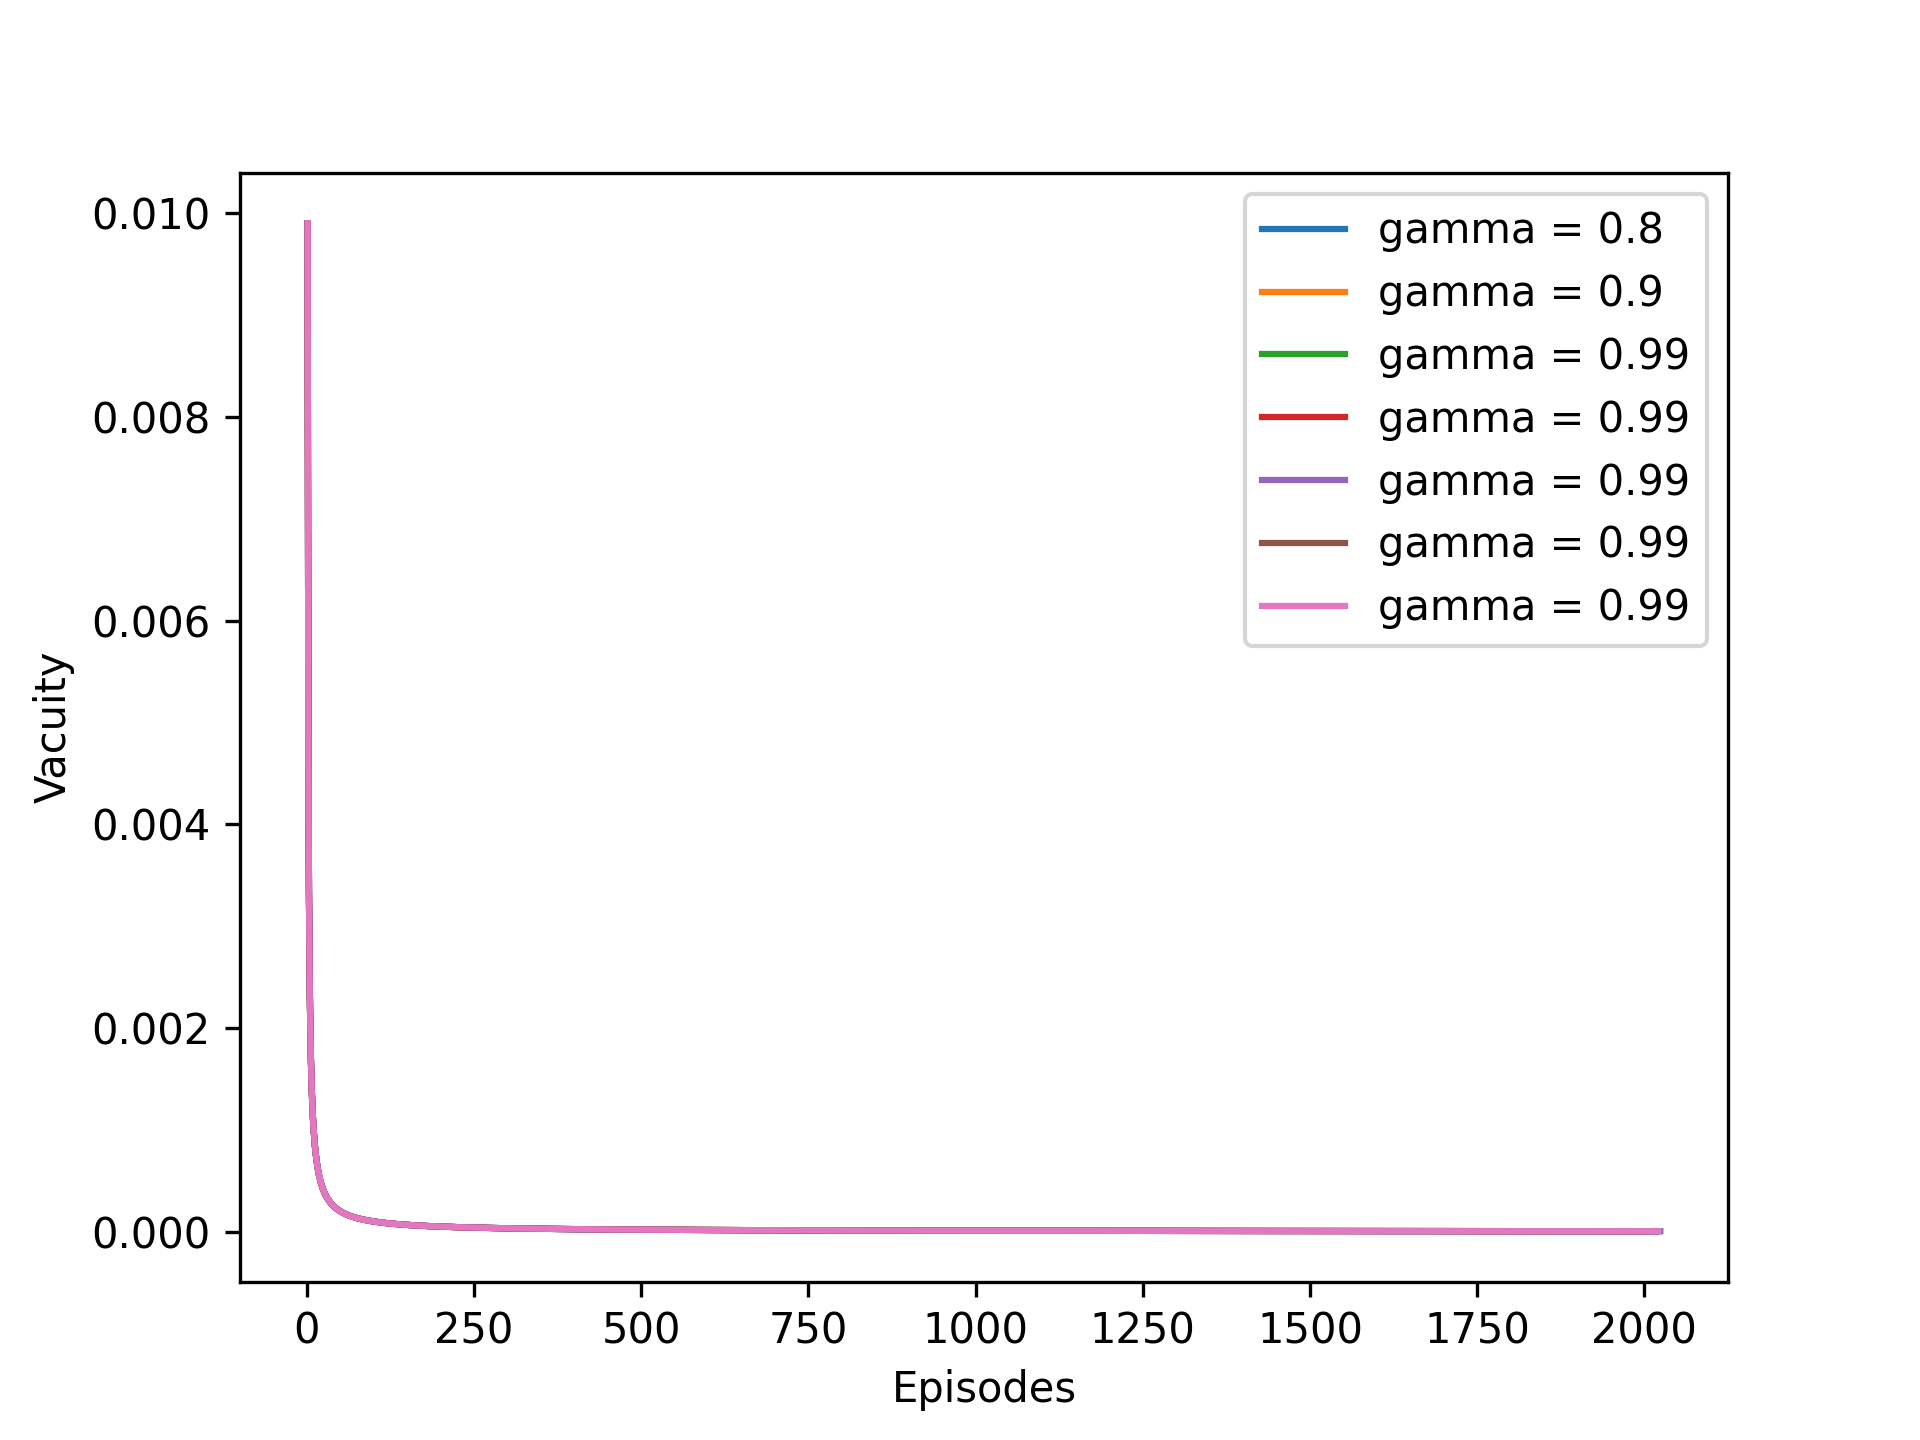 gamma = 0.8
gamma = 0.9
gamma = 0.99
gamma = 0.99
gamma = 0.99
gamma = 0.99
gamma = 0.99
Vacuity
0.010
0.008
0.006
0.004
0.002
0.000
0 250 500 750 1000 1250 1500 1750 2000
Episodes